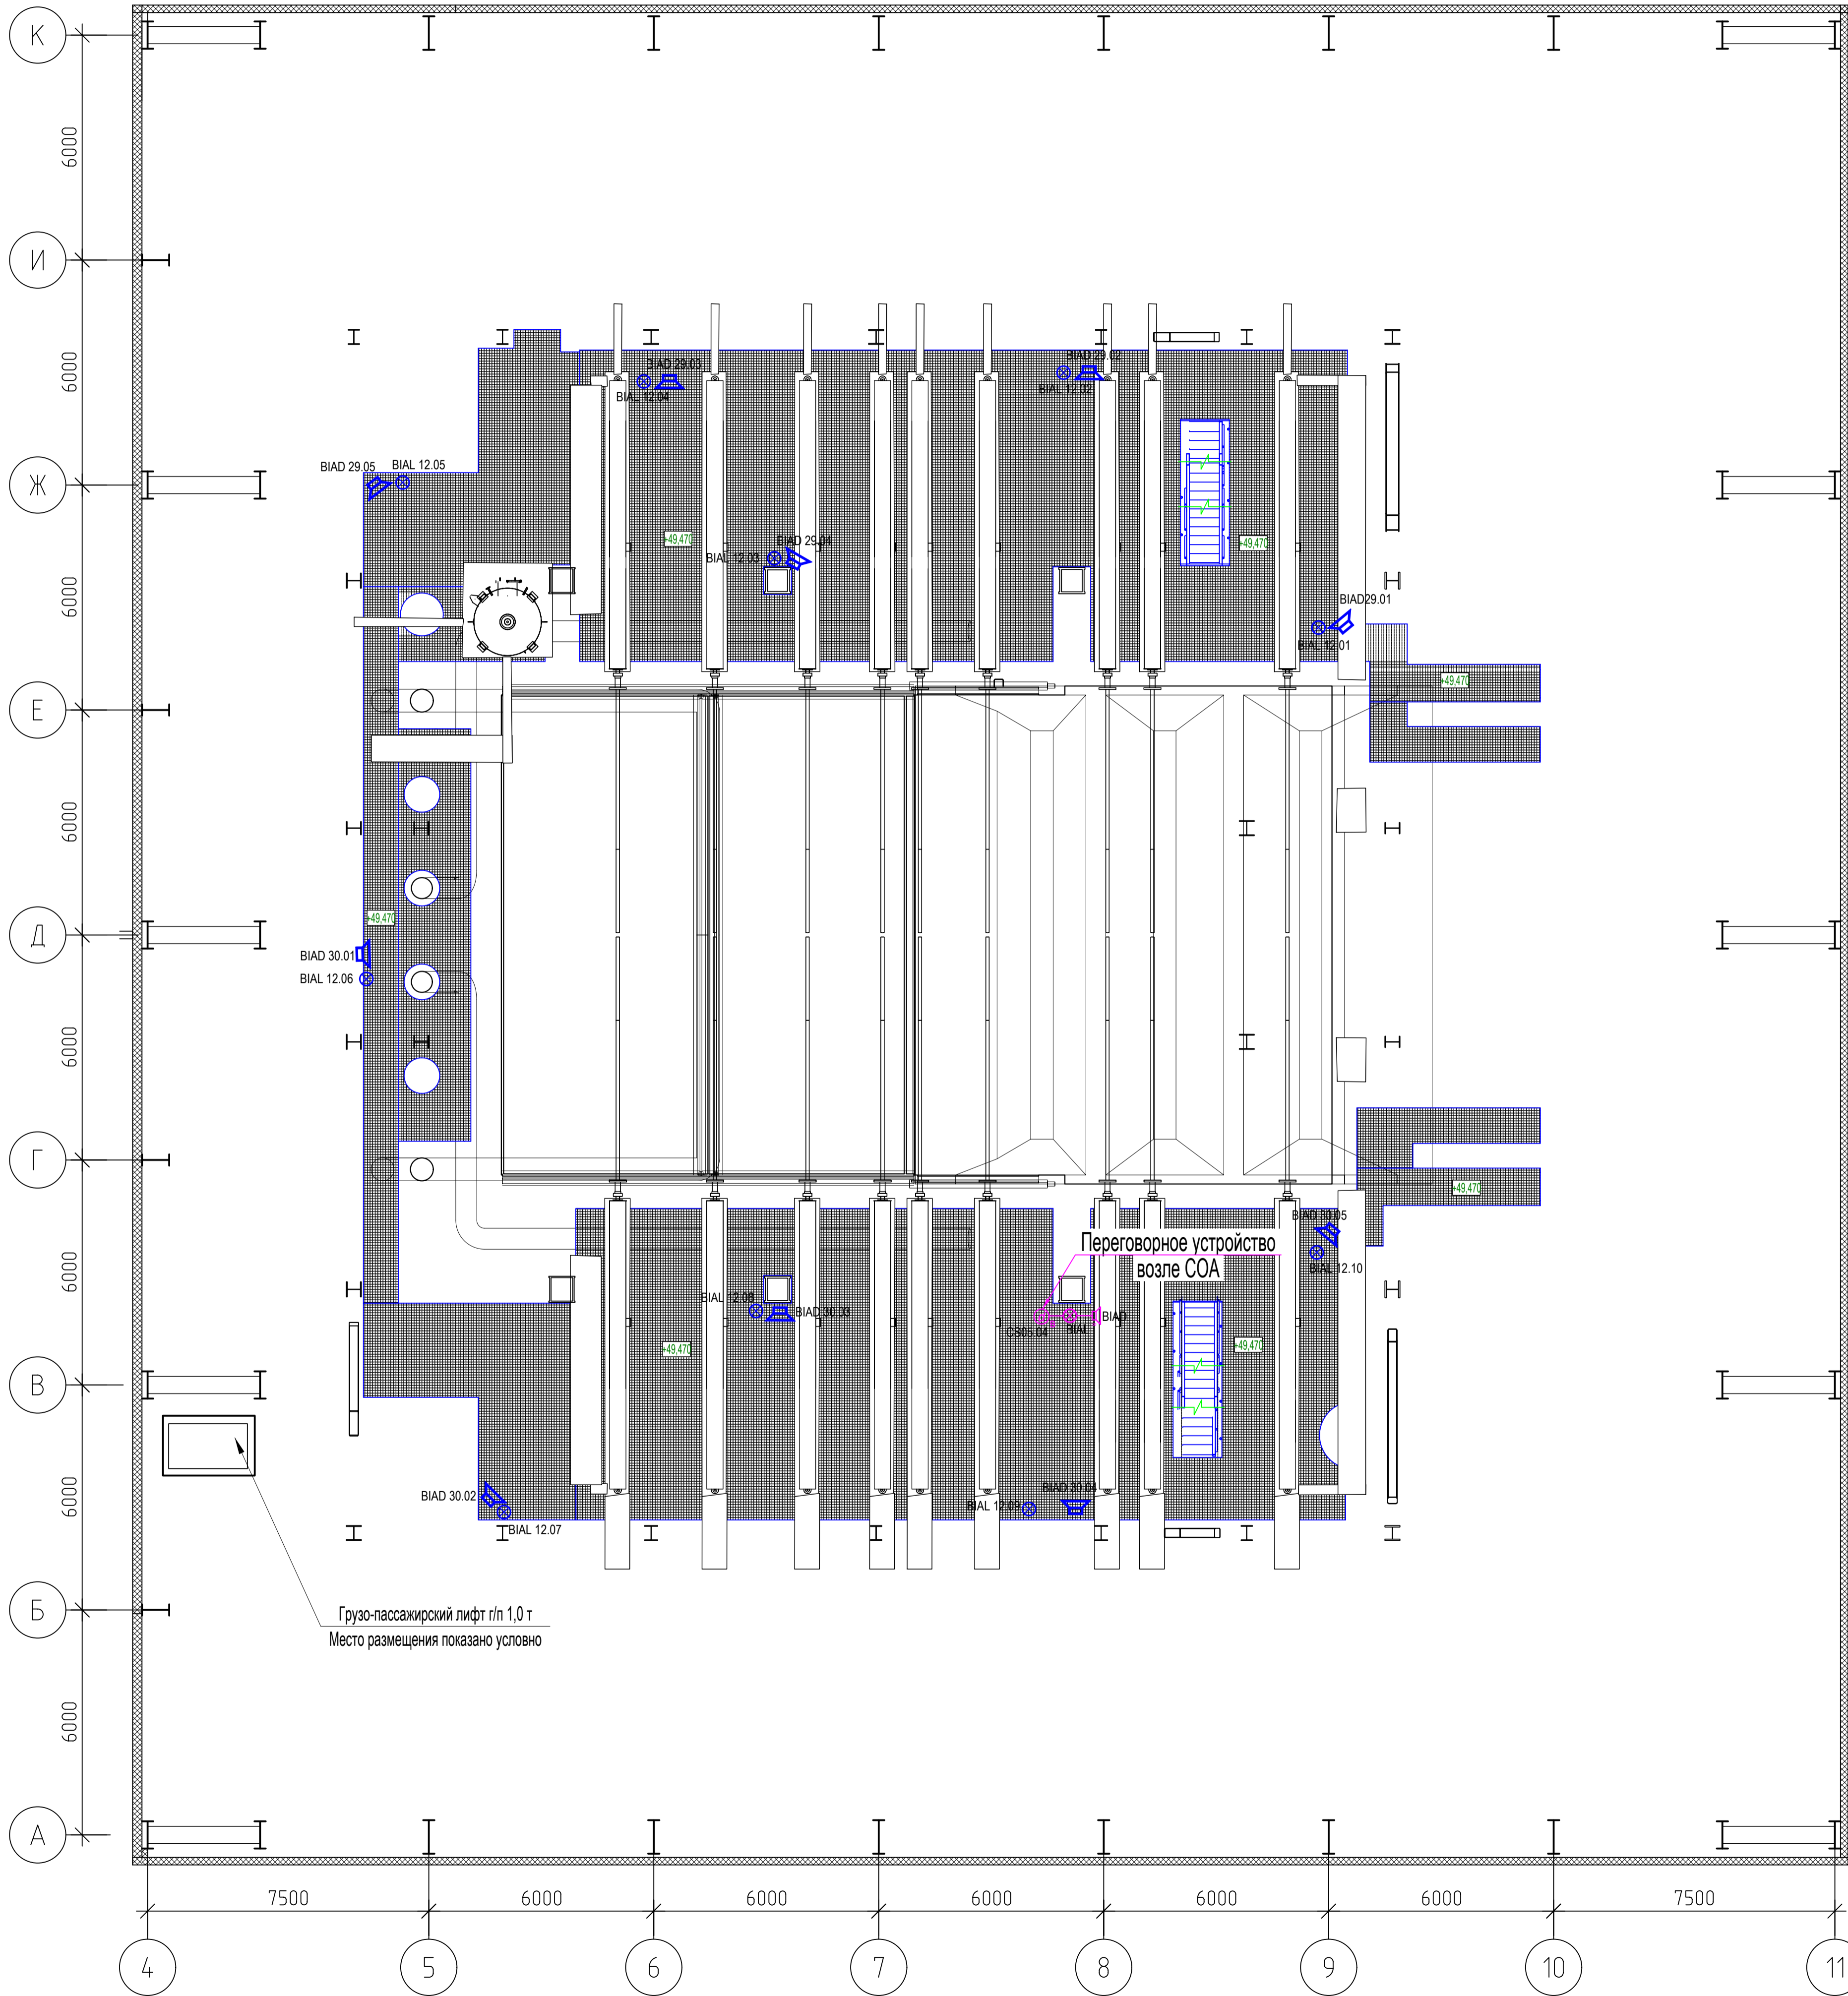 К
6000
И
6000
BIAD 29.03
BIAL 12.04
BIAD 29.02
BIAL 12.02
BIAD 29.05
BIAL 12.05
Ж
+49,470
BIAD 29.04
BIAL 12.03
+49,470
6000
BIAD29.01
BIAL 12.01
+49,470
Е
6000
+49,470
Д
BIAD 30.01
BIAL 12.06
6000
Г
+49,470
BIAD 30.05
Переговорное устройство
возле СОА
BIAL 12.10
6000
BIAL 12.08
BIAD 30.03
CS05.04
BIAL
BIAD
+49,470
+49,470
В
BIAD 30.02
BIAL 12.07
BIAL 12.09
BIAD 30.04
6000
Б
Грузо-пассажирский лифт г/п 1,0 т
Место размещения показано условно
6000
А
7500
6000
6000
6000
6000
6000
7500
4
5
6
7
8
9
10
11